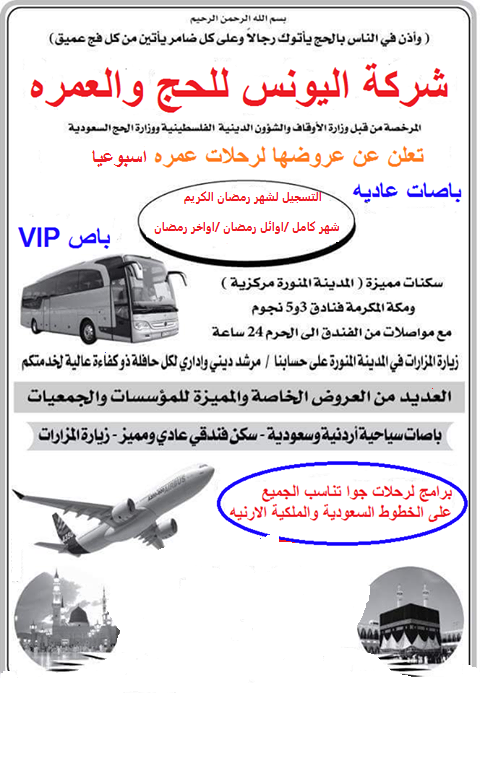 بسم الله الرحمن الرحيم
( وأذن في الناس بالحج يأتوك رجالاً وعلى كل ضامر يأتين من كل فج عميق )
شركة اليونس للحج والعمره
المرخصة من قبل وزارة الأوقاف والشؤون الدينية الفلسطينية ووزارة الحج السعودية
تعلن عن عروضها لرحلات عمره اسبوعيا
باصات عاديه
التسجيل لشهر رمضان الكريم
شهر كامل /اوائل رمضان /اواخر رمضان
باص VIP
سكنات مميزة ( المدينة المنورة مركزية )
ومكة المكرمة فنادق 3و5 نجوم
مع مواصلات من الفندق الى الحرم 24 ساعة
زيارة المزارات في المدينة المنورة على حسابنا / مرشد ديني وإداري لكل حافلة ذو كفاءة عالية لخدمتكم
العديد من العروض الخاصة والمميزة للمؤسسات والجمعيات
باصات سياحية أردنية وسعودية - سكن فندقي عادي ومميز - زيارة المزارات
برامج لرحلات جوا تناسب الجميع
على الخطوط السعودية والملكية الارنيه